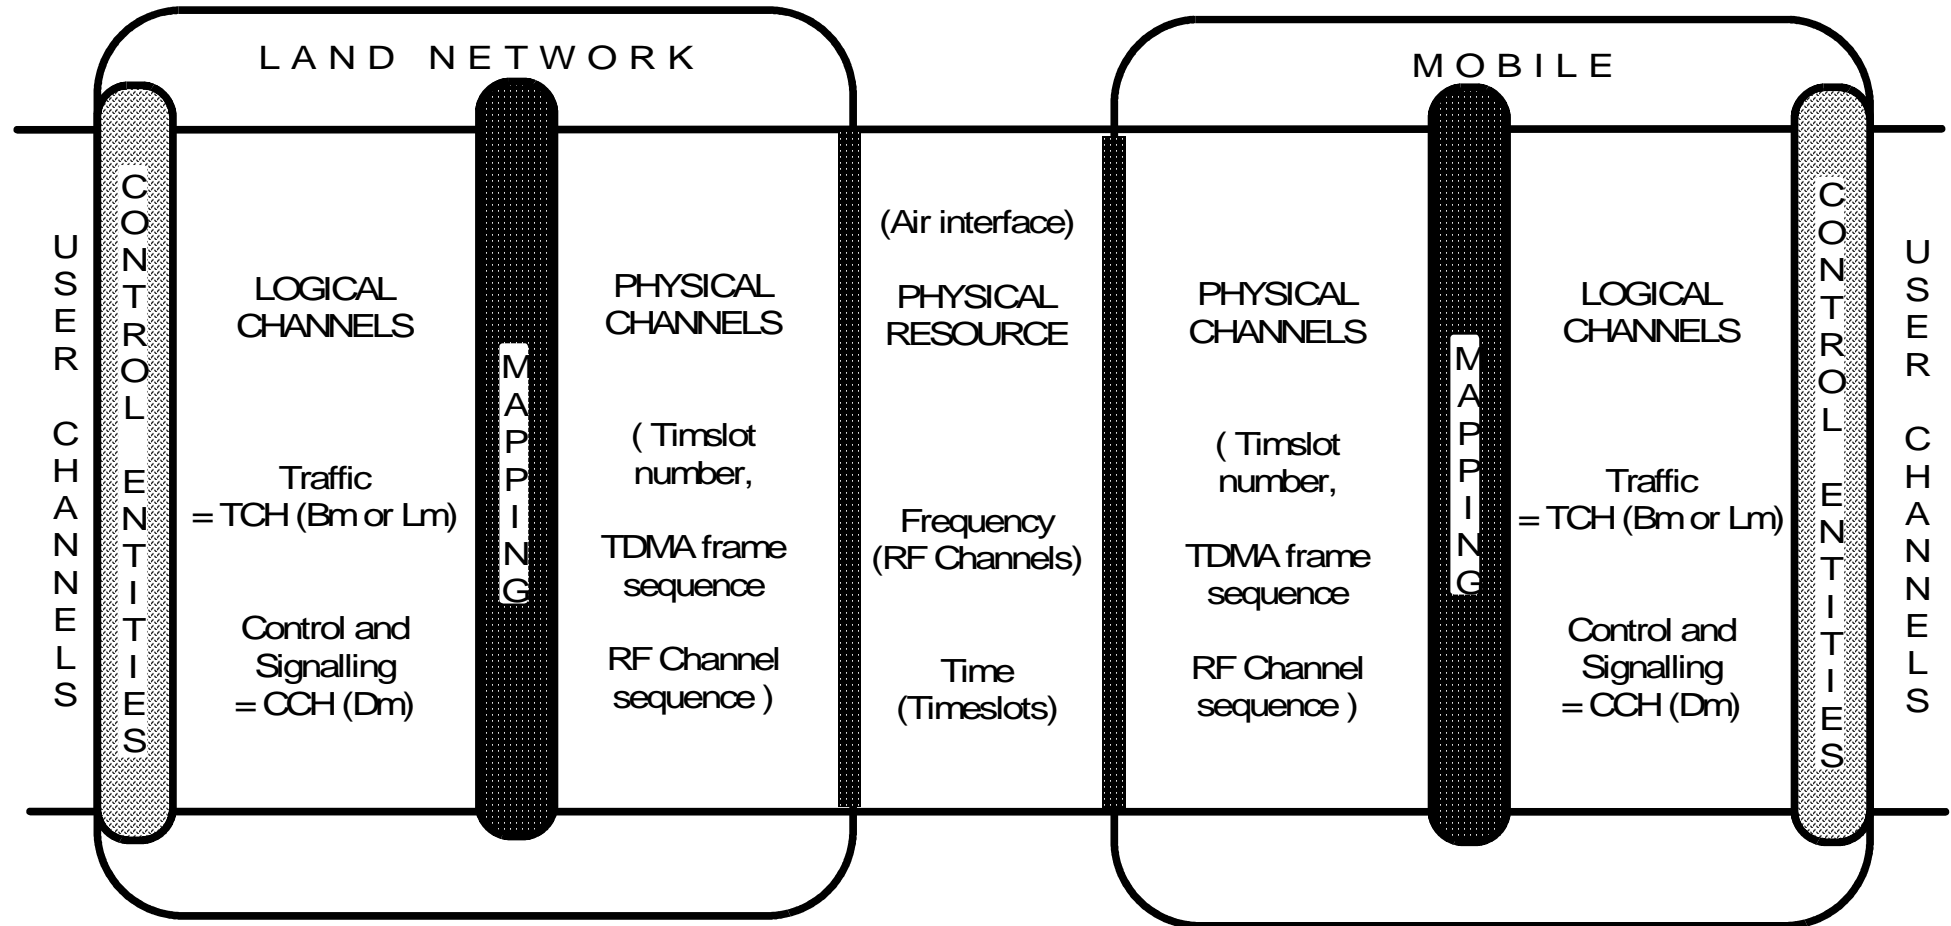 LAND NETWORK
MOBILE
USER CHANNELS
CONTROL ENTITIES
LOGICAL
CHANNELS
Traffic
= TCH (Bm or Lm)
Control and
Signalling
= CCH (Dm)
MAPPING
PHYSICAL
CHANNELS
( Timslot
number,
TDMA frame
sequence
RF Channel
sequence )
(Air interface)
PHYSICAL
RESOURCE
Frequency
(RF Channels)
Time
(Timeslots)
PHYSICAL
CHANNELS
( Timslot
number,
TDMA frame
sequence
RF Channel
sequence )
MAPPING
LOGICAL
CHANNELS
Traffic
= TCH (Bm or Lm)
Control and
Signalling
= CCH (Dm)
CONTROL ENTITIES
USER CHANNELS